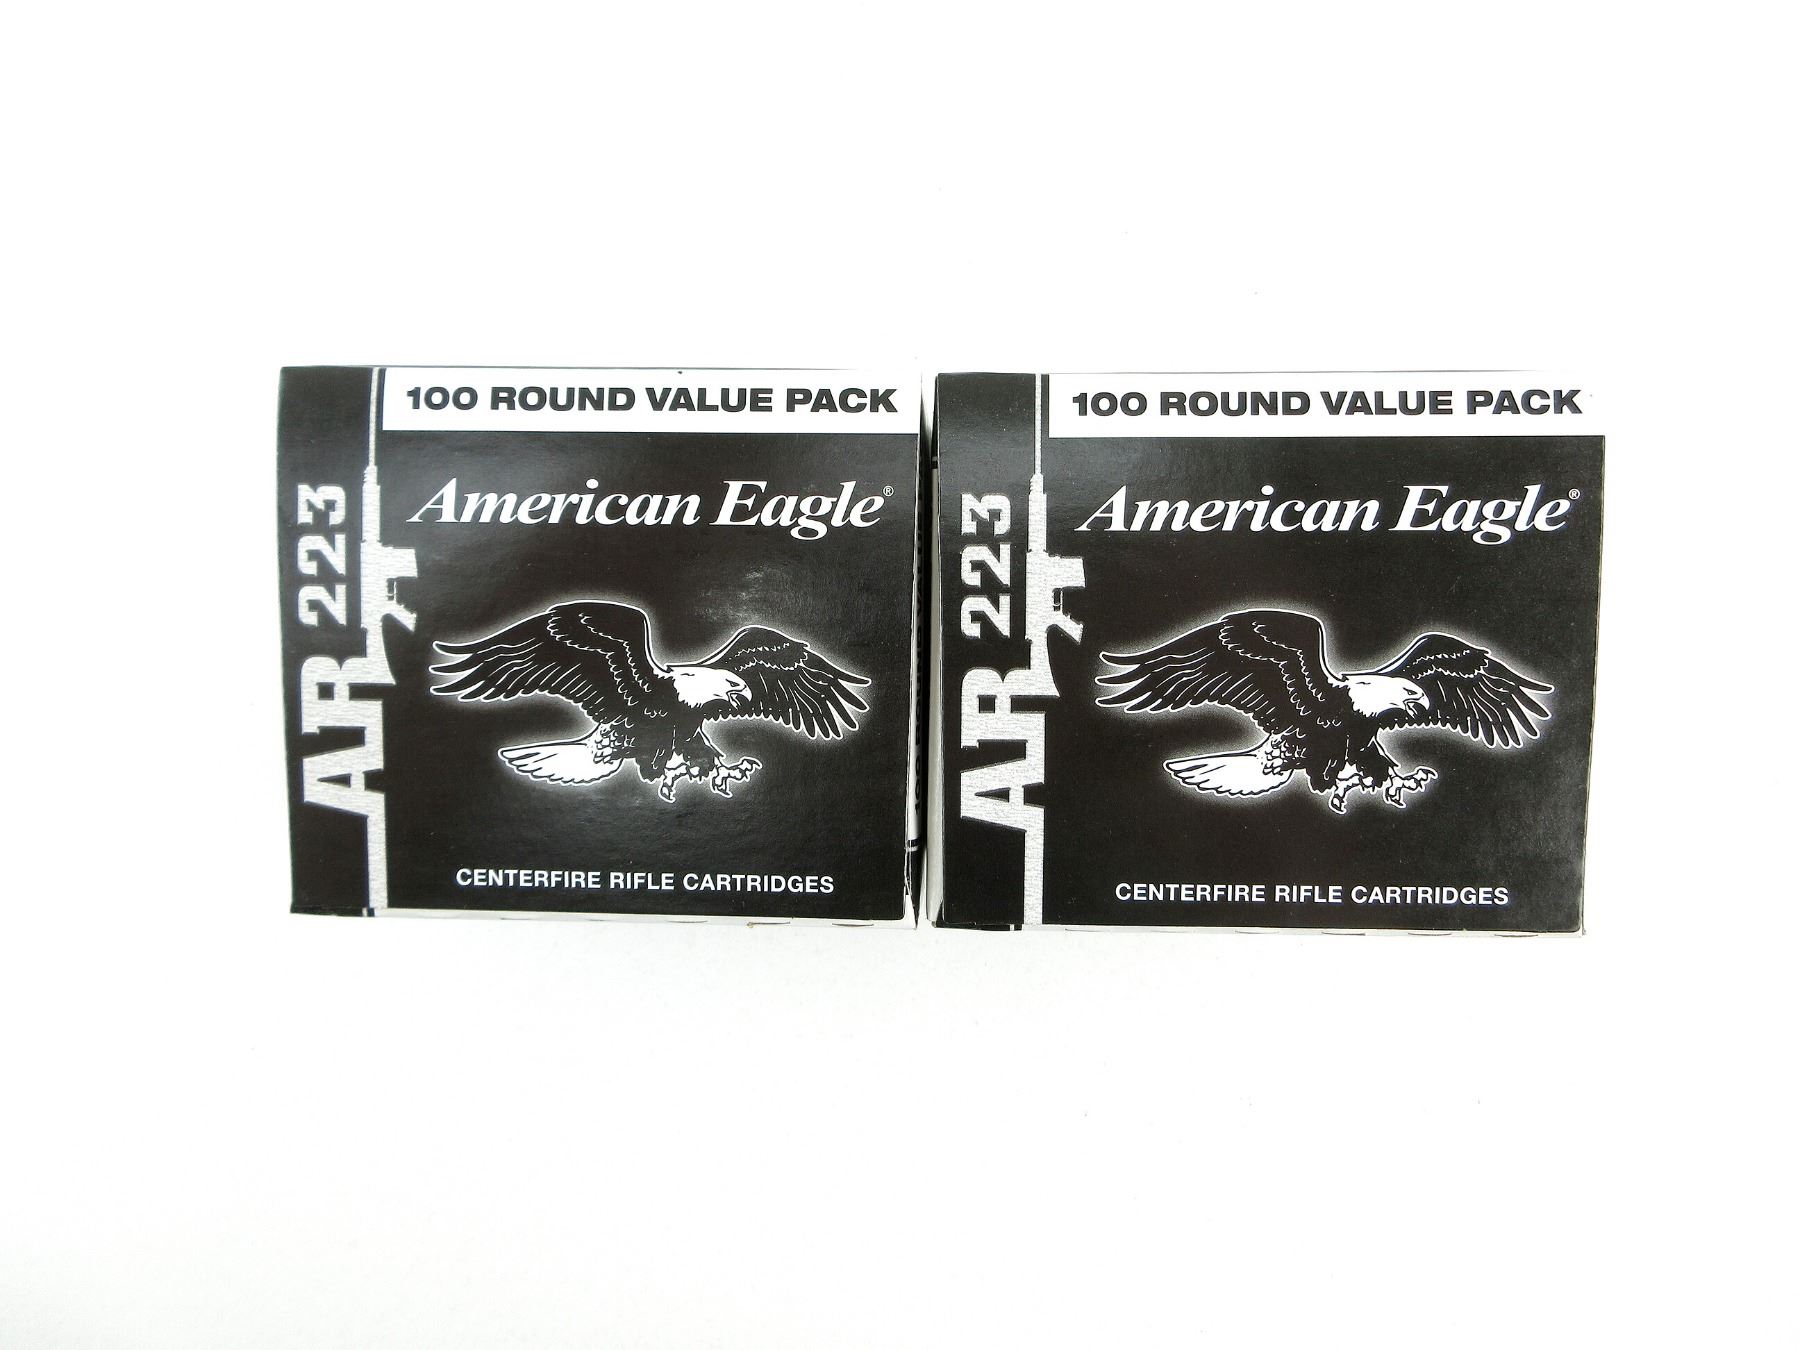 100 ROUND VALUE PACK
American Eagle®
AR 223
CENTERFIRE RIFLE CARTRIDGES
100 ROUND VALUE PACK
American Eagle®
AR 223
CENTERFIRE RIFLE CARTRIDGES